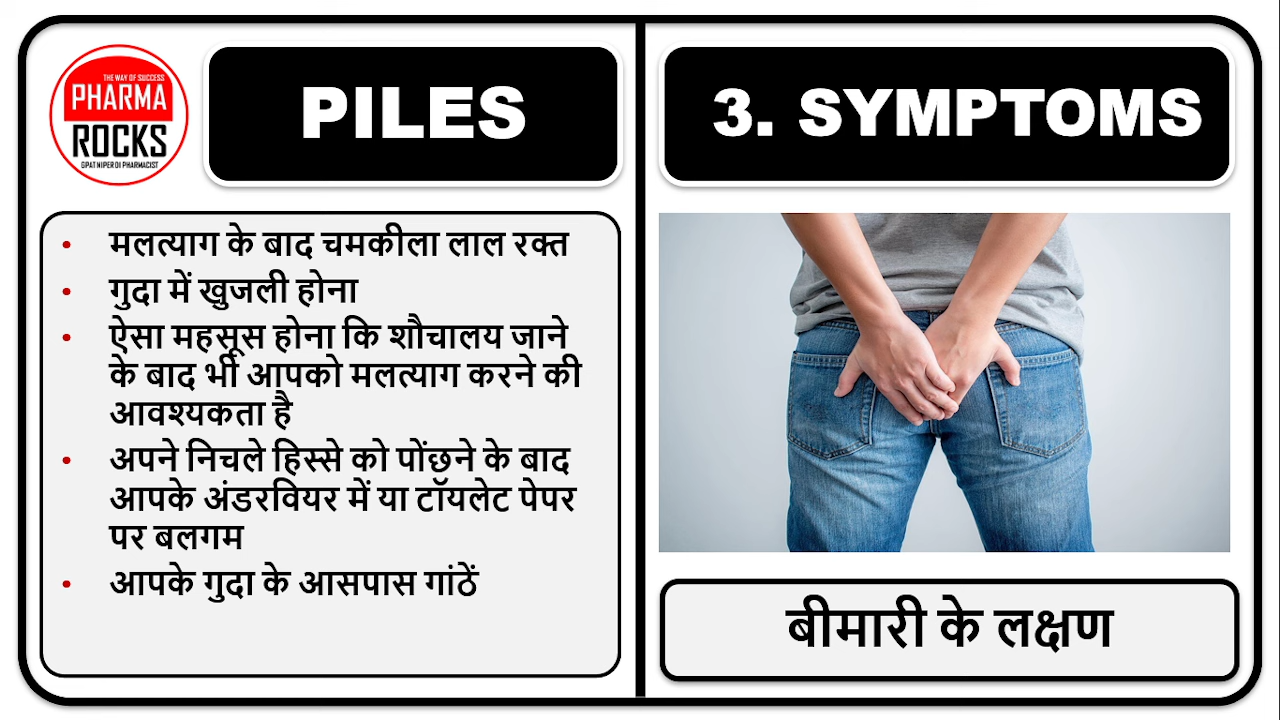 THE WAY OF SUCCESS
PHARMA
ROCKS
GPAT NIPER DI PHARMACIST
PILES
3. SYMPTOMS
• मलत्याग के बाद चमकीला लाल रक्त
• गुदा में खुजली होना
• ऐसा महसूस होना कि शौचालय जाने
के बाद भी आपको मलत्याग करने की
आवश्यकता है
• अपने निचले हिस्से को पोंछने के बाद
आपके अंडरवियर में या टॉयलेट पेपर
पर बलगम
• आपके गुदा के आसपास गांठें
बीमारी के लक्षण